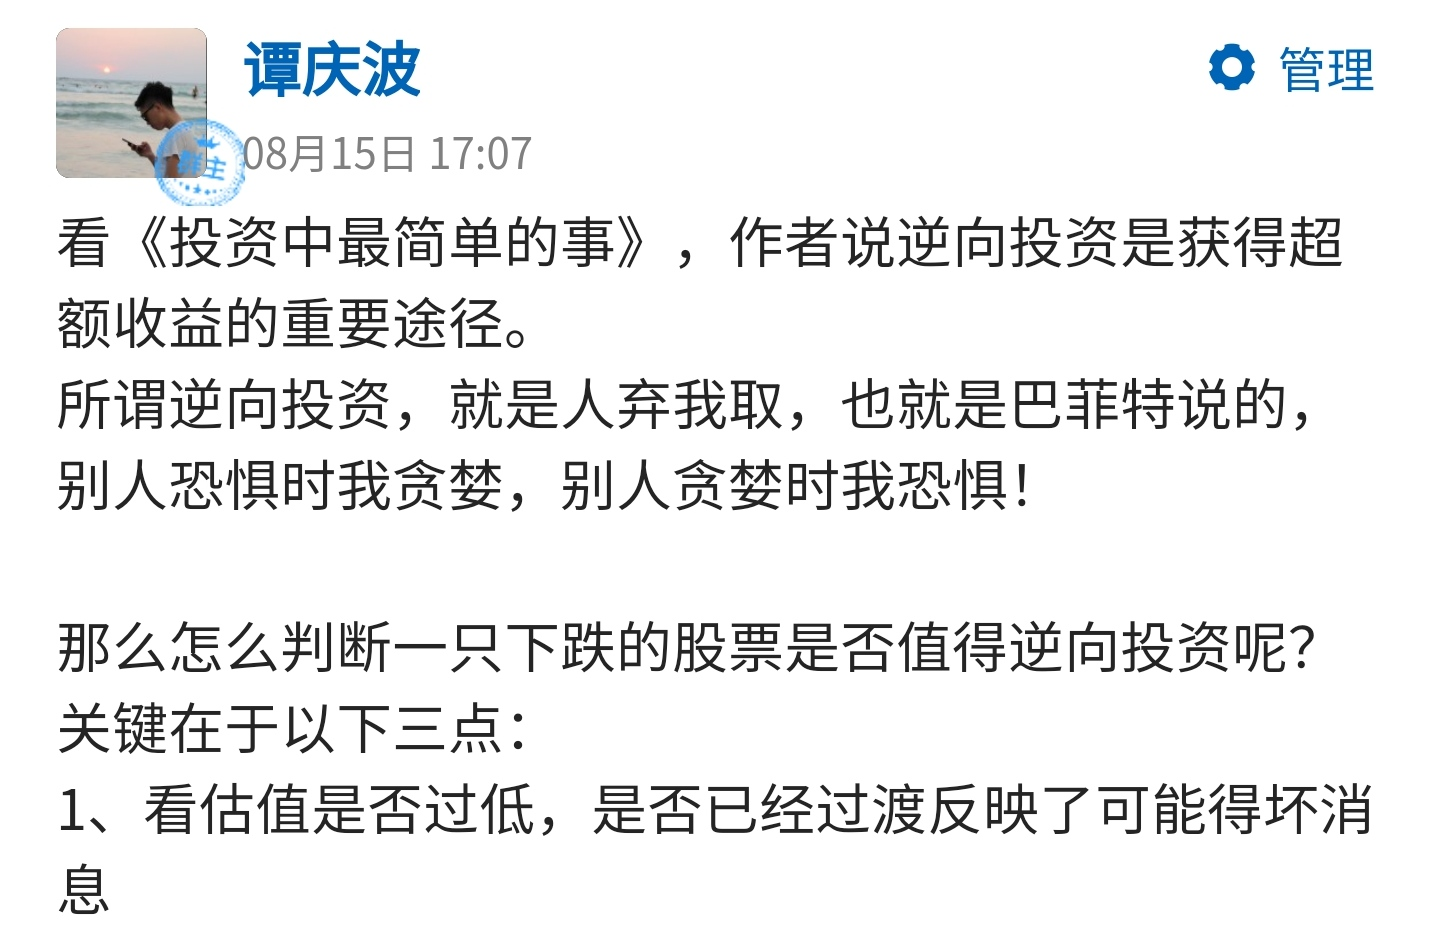 谭庆波
管理
群主
08月15日 17:07
看《投资中最简单的事》，作者说逆向投资是获得超
额收益的重要途径。
所谓逆向投资，就是人弃我取，也就是巴菲特说的，
别人恐惧时我贪婪，别人贪婪时我恐惧！
那么怎么判断一只下跌的股票是否值得逆向投资呢？
关键在于以下三点：
1、看估值是否过低，是否已经过渡反映了可能得坏消
息